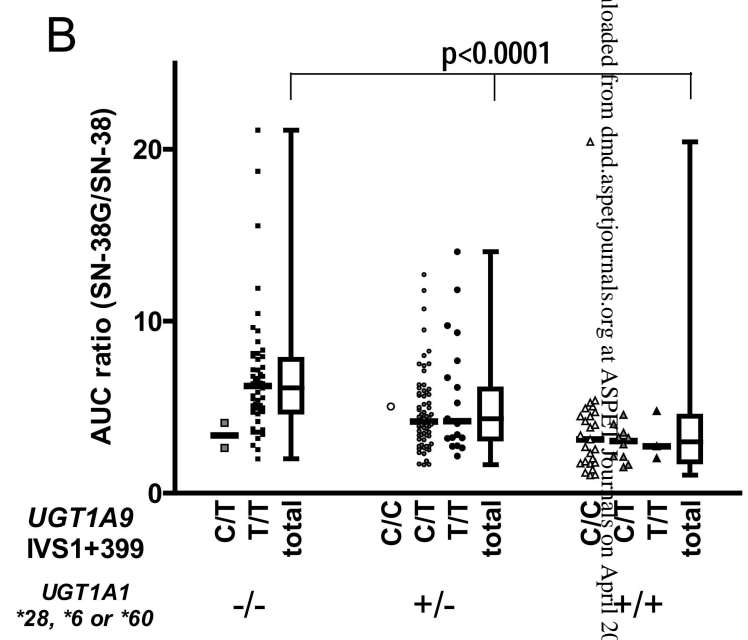 B
p<0.0001
AUC ratio (SN-38G/SN-38)
20
10
0
UGT1A9
IVS1+399
C/T T/T total C/C C/T T/T total C/C C/T T/T total
UGT1A1
*28, *6 or *60
-/- +/- +/+
nloaded from dmd.aspetjournals.org at ASPET Journals on April 20